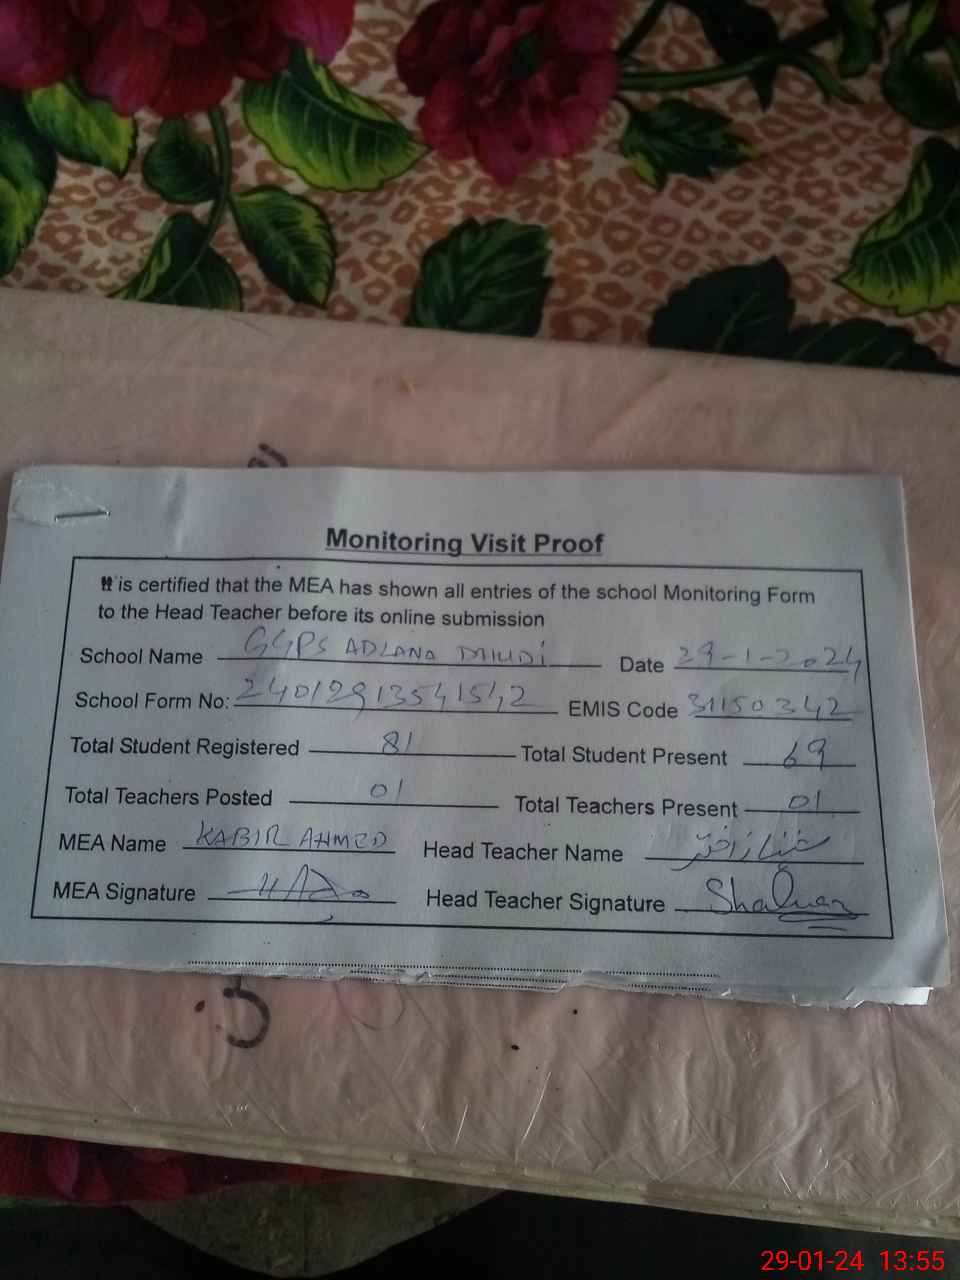 Monitoring Visit Proof
It is certified that the MEA has shown all entries of the school Monitoring Form
to the Head Teacher before its online submission
School Name GGPS ADLANA DHUDI Date 29-1-2024
School Form No: 24012913541542 EMIS Code 31150342
Total Student Registered 81 Total Student Present 69
Total Teachers Posted 01 Total Teachers Present 01
MEA Name KABIR AHMED Head Teacher Name اختر
MEA Signature Head Teacher Signature
29-01-24 13:55